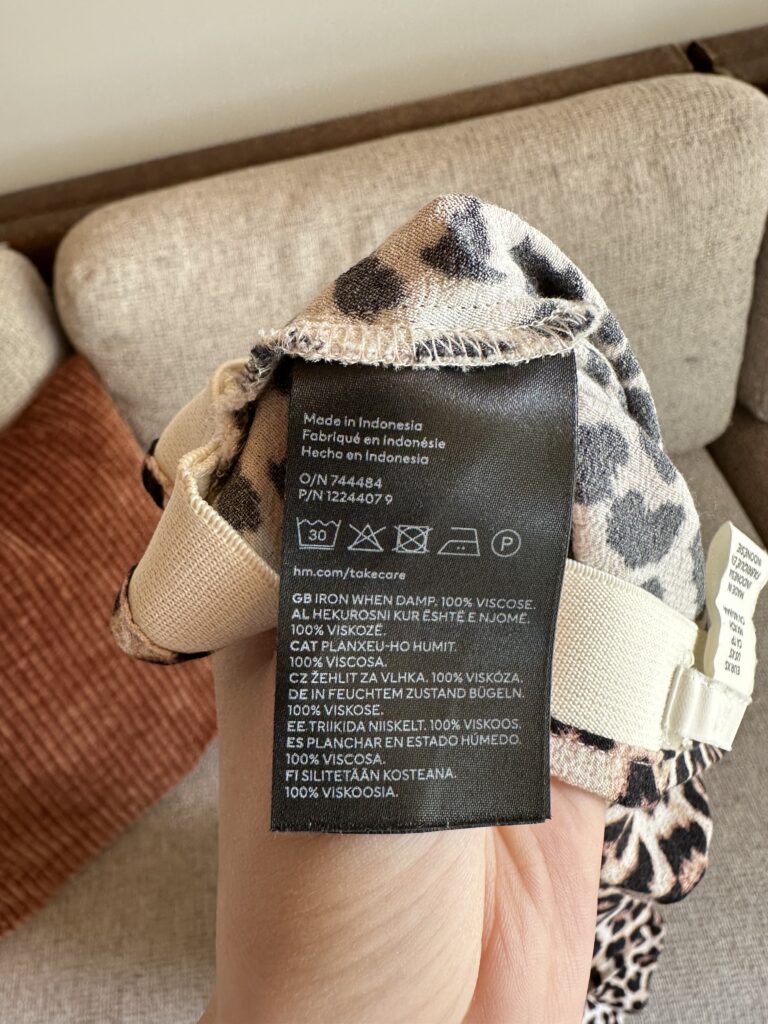 Made in Indonesia
Fabriqué en Indonésie
Hecho en Indonesia
O/N 744484
P/N 1224407 9
30
P
hm.com/takecare
GB IRON WHEN DAMP. 100% VISCOSE.
AL HEKUROSNI KUR ËSHTË E NJOMË.
100% VISKOZË.
CAT PLANXEU-HO HUMIT.
100% VISCOSA.
CZ ŽEHLIT ZA VLHKA. 100% VISKÓZA.
DE IN FEUCHTEM ZUSTAND BÜGELN.
100% VISKOSE.
EE TRIIKIDA NIISKELT. 100% VISKOOS.
ES PLANCHAR EN ESTADO HÚMEDO.
100% VISCOSA.
FI SILITETÄÄN KOSTEANA.
100% VISKOOSIA.
MADE IN
INDONESIA